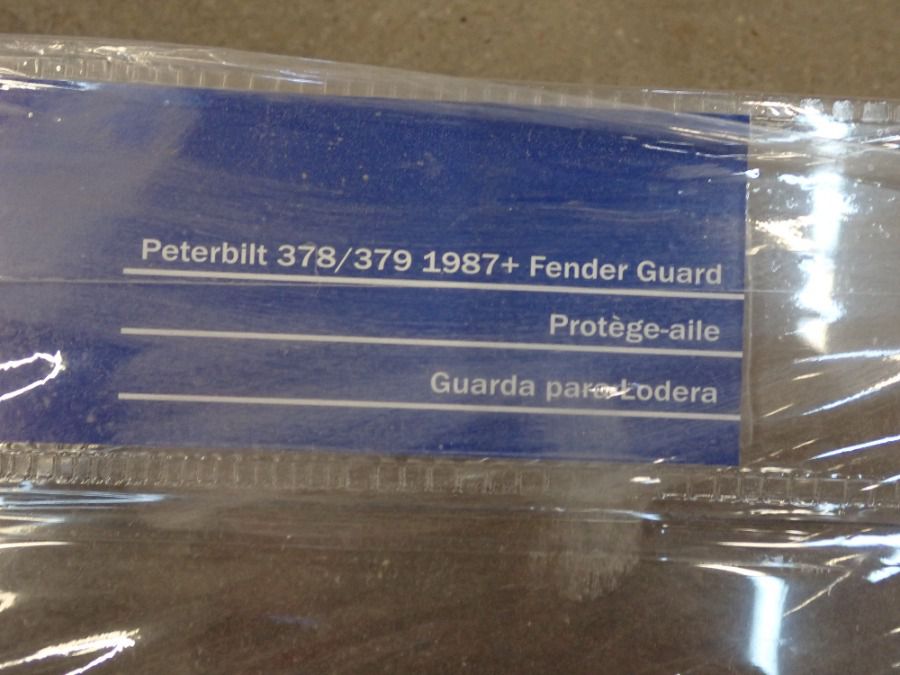 Peterbilt 378/379 1987+ Fender Guard
Protège-aile
Guarda para Lodera